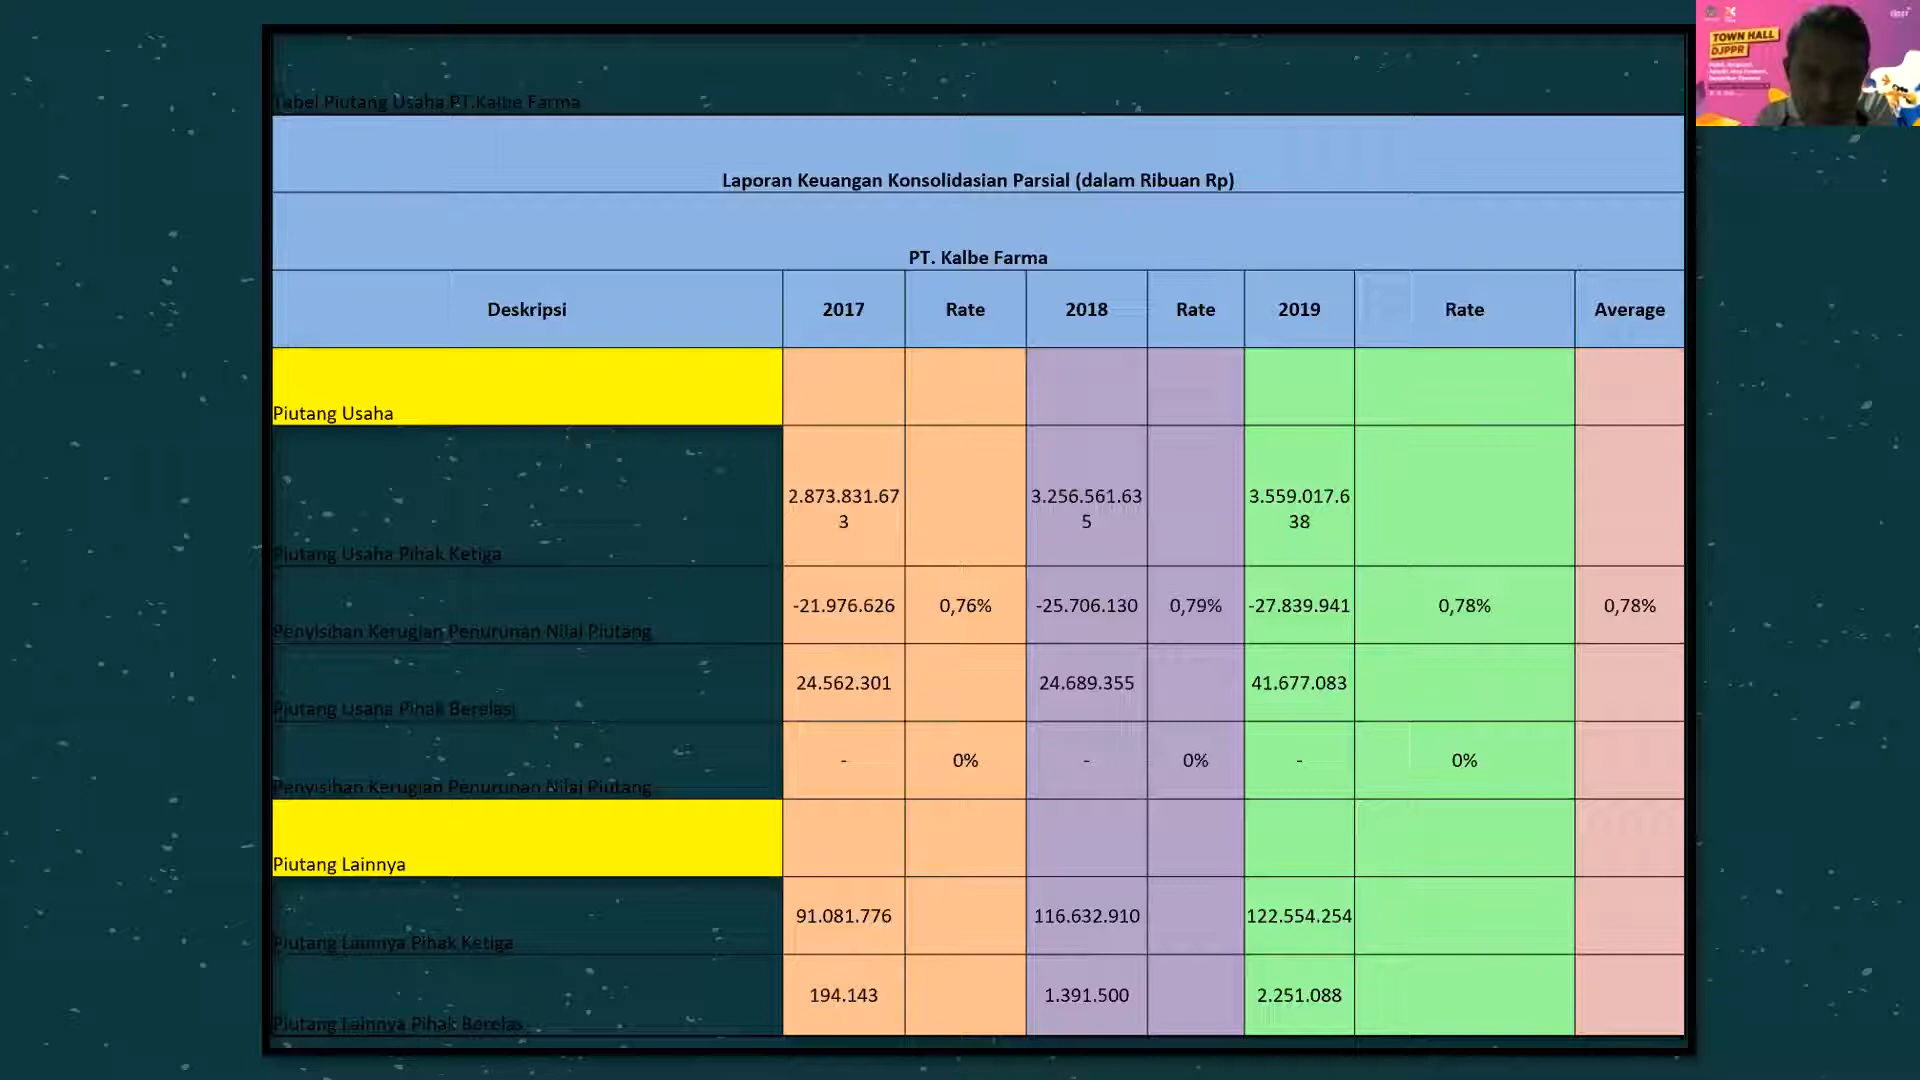 TOWN HALL
DJPPR
Tabel Piutang Usaha PT.Kalbe Farma
Laporan Keuangan Konsolidasian Parsial (dalam Ribuan Rp)
PT. Kalbe Farma
Deskripsi 2017 Rate 2018 Rate 2019 Rate Average
Piutang Usaha
2.873.831.67 3.256.561.63 3.559.017.6
3 5 38
Piutang Usaha Pihak Ketiga
-21.976.626 0,76% -25.706.130 0,79% -27.839.941 0,78% 0,78%
Penyisihan Kerugian Penurunan Nilai Piutang
24.562.301 24.689.355 41.677.083
Piutang Usaha Pihak Berelasi
- 0% - 0% - 0%
Penyisihan Kerugian Penurunan Nilai Piutang
Piutang Lainnya
91.081.776 116.632.910 122.554.254
Piutang Lainnya Pihak Ketiga
194.143 1.391.500 2.251.088
Piutang Lainnya Pihak Berelas